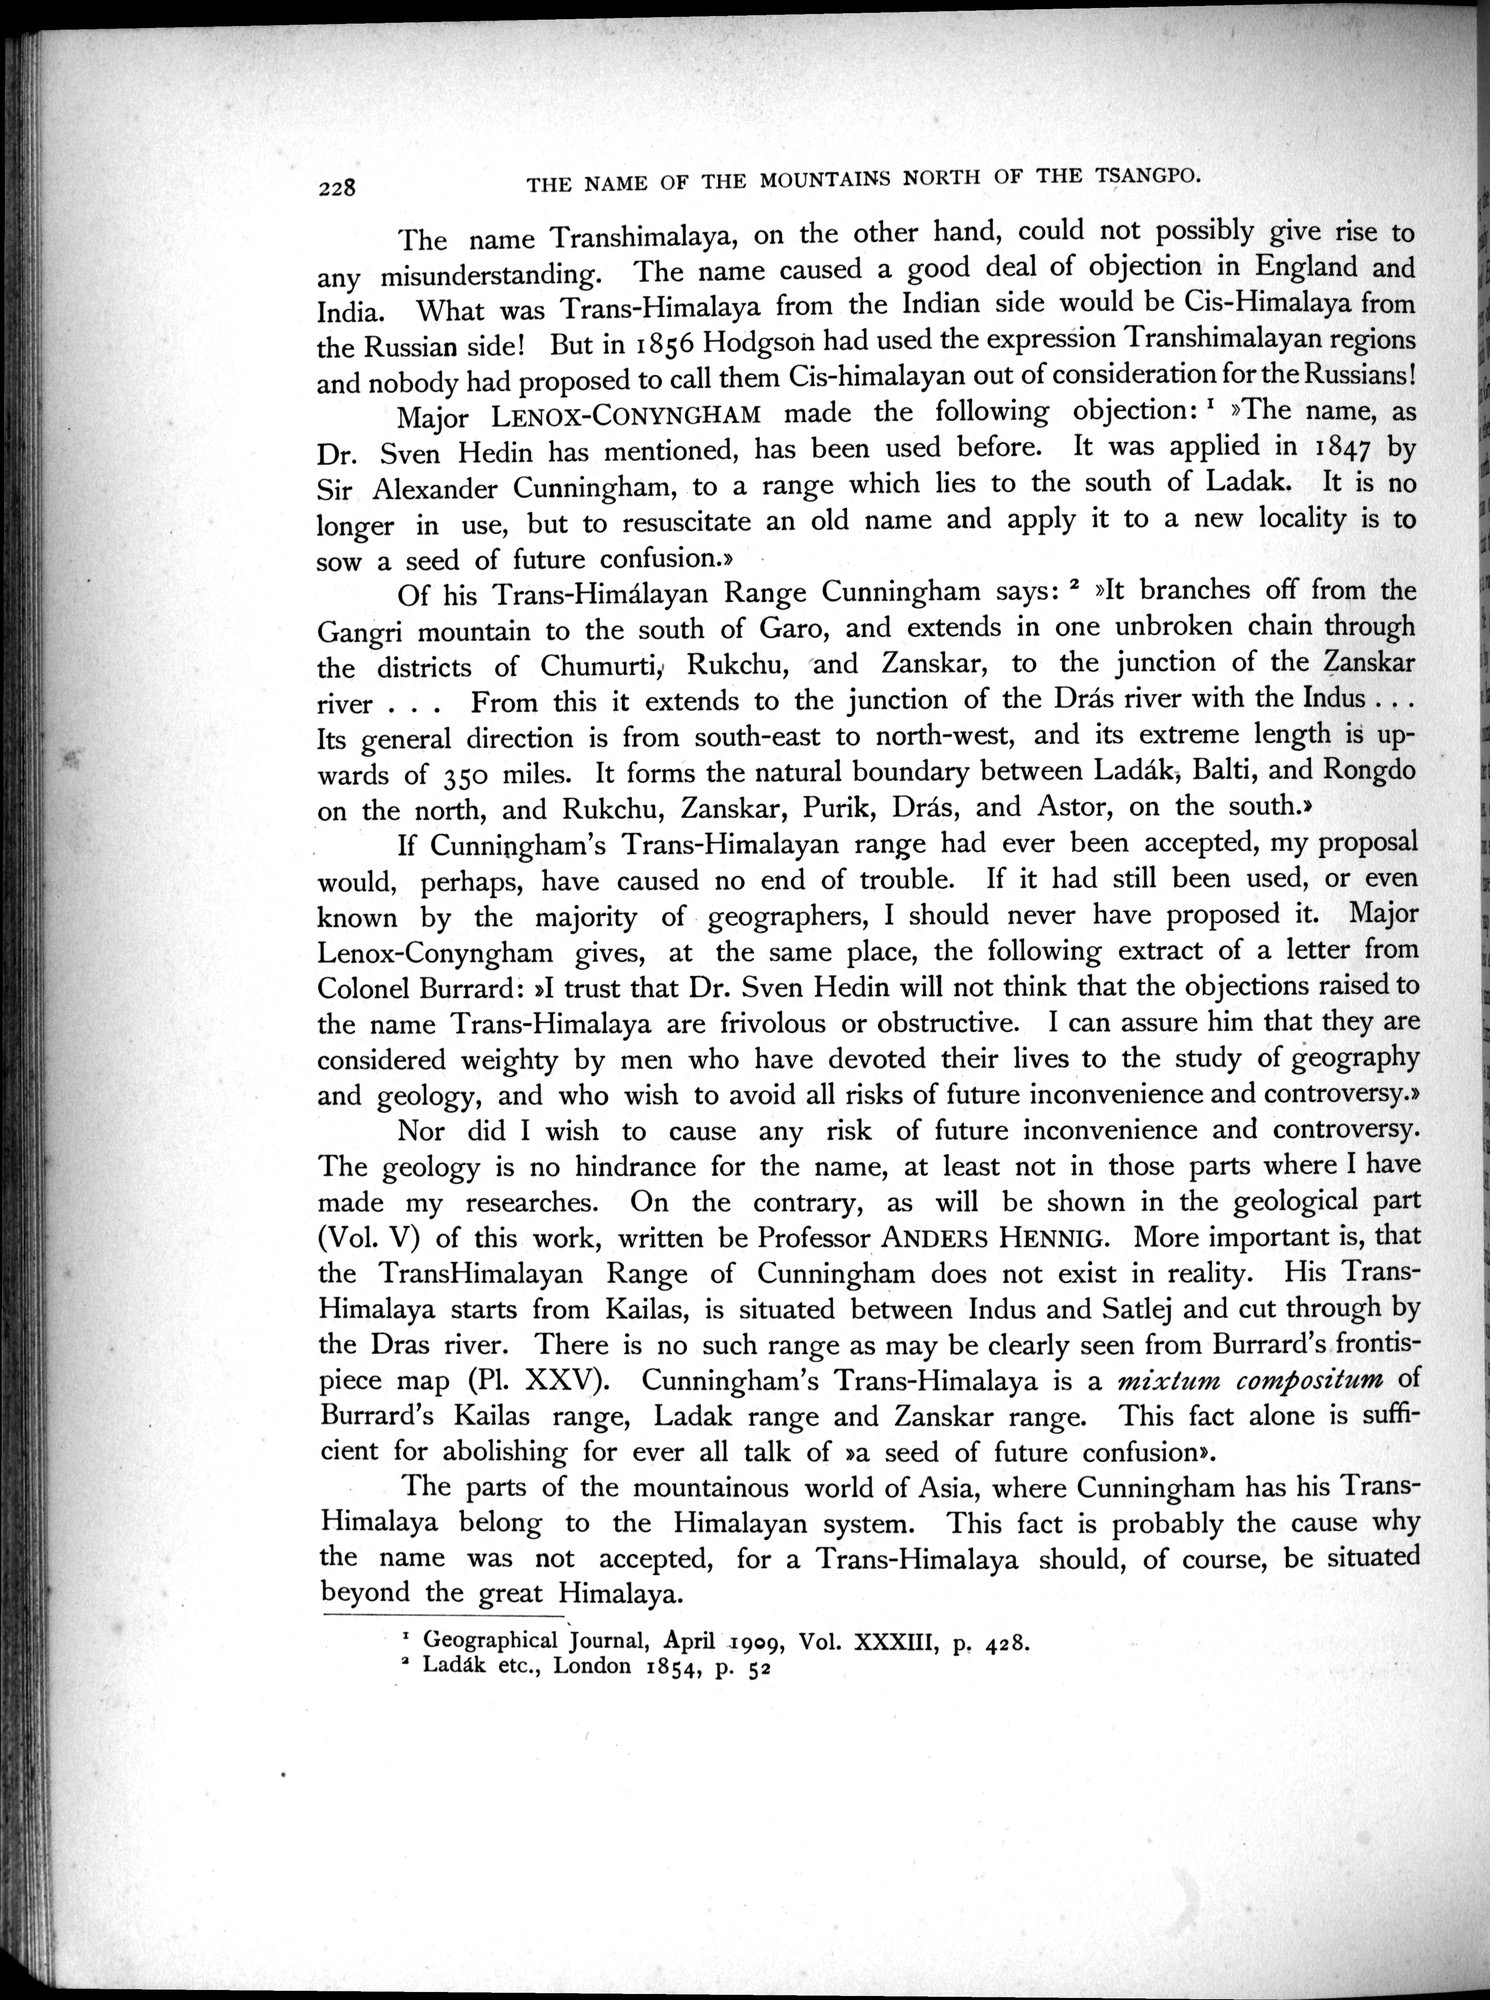 228 THE NAME OF THE MOUNTAINS NORTH OF THE TSANGPO.
The name Transhimalaya, on the other hand, could not possibly give rise to
any misunderstanding. The name caused a good deal of objection in England and
India. What was Trans-Himalaya from the Indian side would be Cis-Himalaya from
the Russian side! But in 1856 Hodgson had used the expression Transhimalayan regions
and nobody had proposed to call them Cis-himalayan out of consideration for the Russians!
Major LENOX-CONYNGHAM made the following objection: ¹ »The name, as
Dr. Sven Hedin has mentioned, has been used before. It was applied in 1847 by
Sir Alexander Cunningham, to a range which lies to the south of Ladak. It is no
longer in use, but to resuscitate an old name and apply it to a new locality is to
sow a seed of future confusion.»
Of his Trans-Himálayan Range Cunningham says: ² »It branches off from the
Gangri mountain to the south of Garo, and extends in one unbroken chain through
the districts of Chumurti, Rukchu, and Zanskar, to the junction of the Zanskar
river . . . From this it extends to the junction of the Drás river with the Indus . . .
Its general direction is from south-east to north-west, and its extreme length is up-
wards of 350 miles. It forms the natural boundary between Ladák, Balti, and Rongdo
on the north, and Rukchu, Zanskar, Purik, Drás, and Astor, on the south.»
If Cunningham's Trans-Himalayan range had ever been accepted, my proposal
would, perhaps, have caused no end of trouble. If it had still been used, or even
known by the majority of geographers, I should never have proposed it. Major
Lenox-Conyngham gives, at the same place, the following extract of a letter from
Colonel Burrard: »I trust that Dr. Sven Hedin will not think that the objections raised to
the name Trans-Himalaya are frivolous or obstructive. I can assure him that they are
considered weighty by men who have devoted their lives to the study of geography
and geology, and who wish to avoid all risks of future inconvenience and controversy.»
Nor did I wish to cause any risk of future inconvenience and controversy.
The geology is no hindrance for the name, at least not in those parts where I have
made my researches. On the contrary, as will be shown in the geological part
(Vol. V) of this work, written be Professor ANDERS HENNIG. More important is, that
the TransHimalayan Range of Cunningham does not exist in reality. His Trans-
Himalaya starts from Kailas, is situated between Indus and Satlej and cut through by
the Dras river. There is no such range as may be clearly seen from Burrard's frontis-
piece map (Pl. XXV). Cunningham's Trans-Himalaya is a mixtum compositum of
Burrard's Kailas range, Ladak range and Zanskar range. This fact alone is suffi-
cient for abolishing for ever all talk of »a seed of future confusion».
The parts of the mountainous world of Asia, where Cunningham has his Trans-
Himalaya belong to the Himalayan system. This fact is probably the cause why
the name was not accepted, for a Trans-Himalaya should, of course, be situated
beyond the great Himalaya.
¹ Geographical Journal, April 1909, Vol. XXXIII, p. 428.
² Ladák etc., London 1854, p. 52